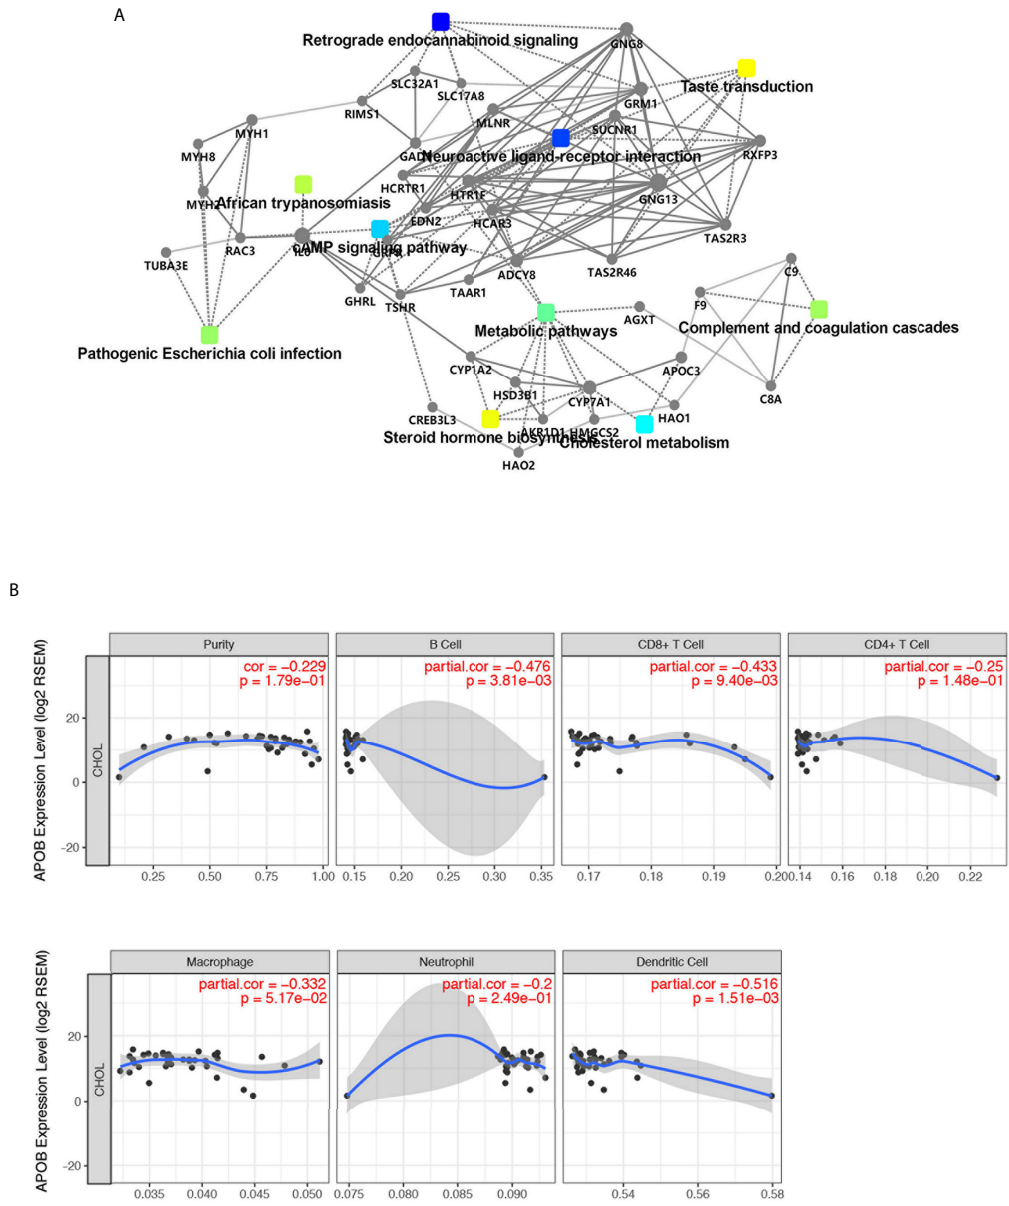 A
Retrograde endocannabinoid signaling
GNG8
SLC32A1
SLC17A8
Taste transduction
GRM1
RIMS1
MLNR
SUCNR1
MYH1
MYH8
Neuroactive ligand-receptor interaction
RXFP3
HCRTR1
HTR1F
GNG13
African trypanosomiasis
EDN2
HCAR3
TAS2R3
RAC3
cAMP signaling pathway
TUBA3E
ADCY8
TAS2R46
C9
TAAR1
GHRL
TSHR
F9
AGXT
Metabolic pathways
Complement and coagulation cascades
Pathogenic Escherichia coli infection
CYP1A2
APOC3
HSD3B1
CYP7A1
C8A
CREB3L3
HAO1
AKR1D1
HMGCS2
Steroid hormone biosynthesis
Cholesterol metabolism
HAO2
B
Purity
B Cell
CD8+ T Cell
CD4+ T Cell
cor = −0.229
p = 1.79e−01
partial.cor = −0.476
p = 3.81e−03
partial.cor = −0.433
p = 9.40e−03
partial.cor = −0.25
p = 1.48e−01
APOB Expression Level (log2 RSEM)
CHOL
20
0
−20
0.25 0.50 0.75 1.00
0.15 0.20 0.25 0.30 0.35
0.17 0.18 0.19 0.20
0.14 0.16 0.18 0.20 0.22
Macrophage
Neutrophil
Dendritic Cell
partial.cor = −0.332
p = 5.17e−02
partial.cor = −0.2
p = 2.49e−01
partial.cor = −0.516
p = 1.51e−03
APOB Expression Level (log2 RSEM)
CHOL
20
0
−20
0.035 0.040 0.045 0.050
0.075 0.080 0.085 0.090
0.54 0.56 0.58